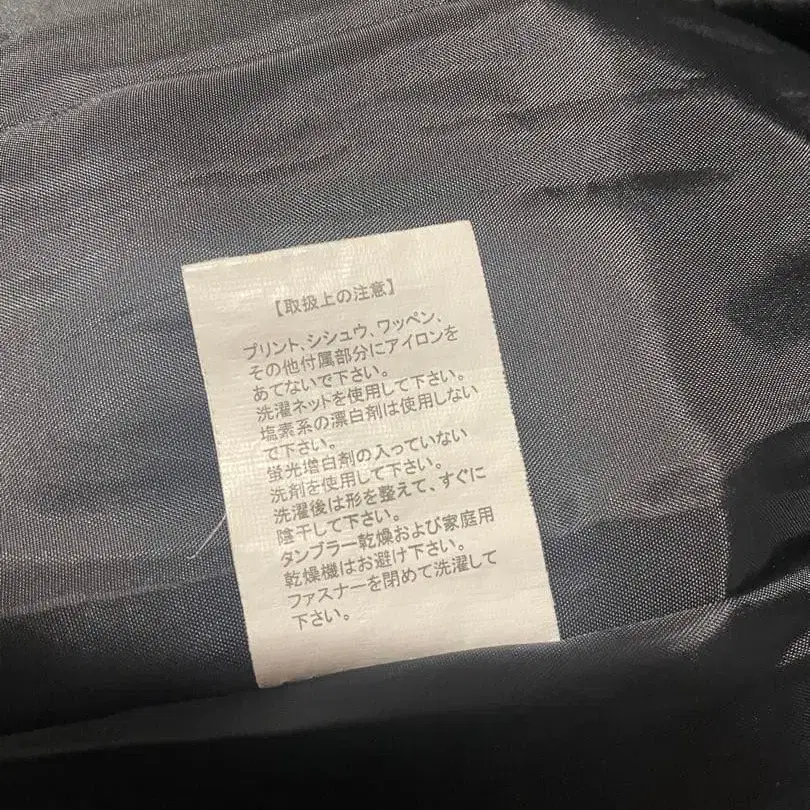 【取扱上の注意】
プリント、シシュウ、ワッペン、
その他付属部分にアイロンを
あてないで下さい。
洗濯ネットを使用して下さい。
塩素系の漂白剤は使用しない
で下さい。
蛍光増白剤の入っていない
洗剤を使用して下さい。
洗濯後は形を整えて、すぐに
陰干して下さい。
タンブラー乾燥および家庭用
乾燥機はお避け下さい。
ファスナーを閉めて洗濯して
下さい。